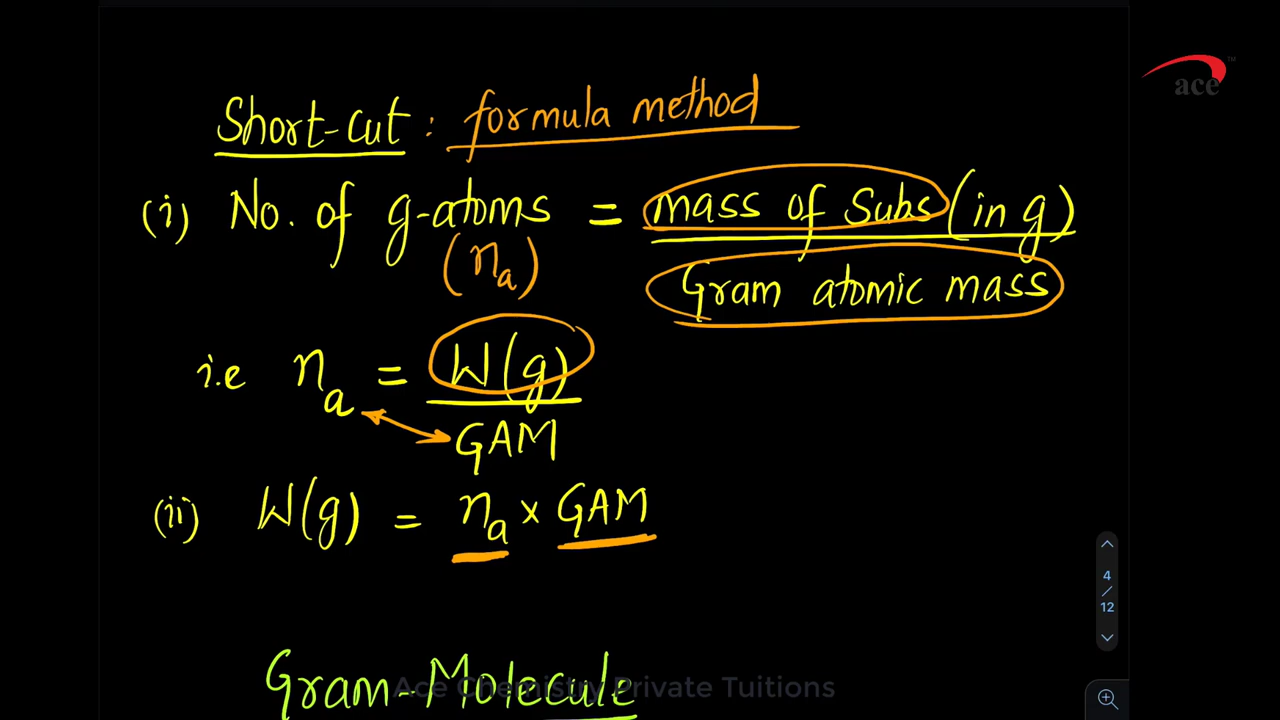 ace™
Short-cut : formula method
(i) No. of g-atoms = mass of Subs (in g)
(nₐ) Gram atomic mass
i.e nₐ = W(g)
GAM
(ii) W(g) = nₐ × GAM
4
/
12
Gram-Molecule
Ace Chemistry Private Tuitions